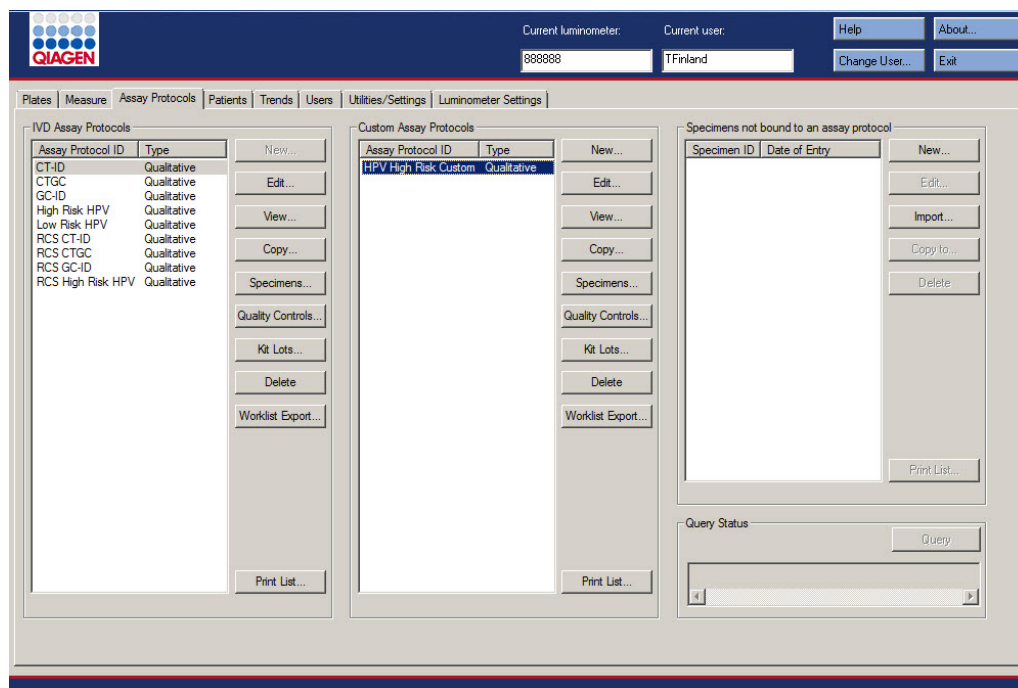 QIAGEN
Current luminometer:
Current user:
888888
TFinland
Help
About...
Change User...
Exit
Plates
Measure
Assay Protocols
Patients
Trends
Users
Utilities/Settings
Luminometer Settings
IVD Assay Protocols
Assay Protocol ID Type
CT-ID Qualitative
CTGC Qualitative
GC-ID Qualitative
High Risk HPV Qualitative
Low Risk HPV Qualitative
RCS CT-ID Qualitative
RCS CTGC Qualitative
RCS GC-ID Qualitative
RCS High Risk HPV Qualitative
New...
Edit...
View...
Copy...
Specimens...
Quality Controls...
Kit Lots...
Delete
Worklist Export...
Print List...
Custom Assay Protocols
Assay Protocol ID Type
HPV High Risk Custom Qualitative
New...
Edit...
View...
Copy...
Specimens...
Quality Controls...
Kit Lots...
Delete
Worklist Export...
Print List...
Specimens not bound to an assay protocol
Specimen ID Date of Entry
New...
Edit...
Import...
Copy to...
Delete
Print List...
Query Status
Query